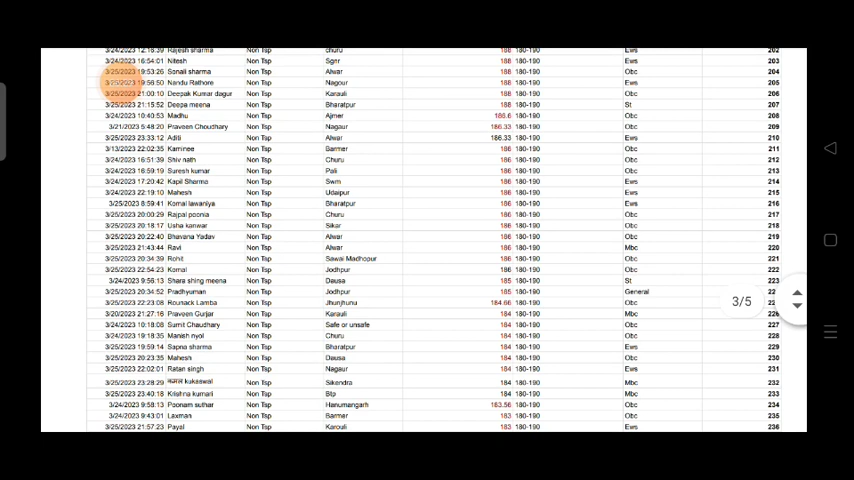 3/24/2023 12:16:39 Rajesh sharma Non Tsp churu 188 180-190 Ews 202
3/24/2023 16:54:01 Nitesh Non Tsp Sgnr 188 180-190 Ews 203
3/25/2023 19:53:26 Sonali sharma Non Tsp Alwar 188 180-190 Obc 204
3/25/2023 19:56:50 Nandu Rathore Non Tsp Nagour 188 180-190 Ews 205
3/25/2023 21:00:10 Deepak Kumar dagur Non Tsp Karauli 188 180-190 Obc 206
3/25/2023 21:15:52 Deepa meena Non Tsp Bharatpur 188 180-190 St 207
3/24/2023 10:40:53 Madhu Non Tsp Ajmer 186.6 180-190 Obc 208
3/21/2023 5:48:20 Praveen Choudhary Non Tsp Nagaur 186.33 180-190 Obc 209
3/25/2023 23:33:12 Aditi Non Tsp Alwar 186.33 180-190 Ews 210
3/13/2023 22:02:35 Kaminee Non Tsp Barmer 186 180-190 Obc 211
3/24/2023 16:51:39 Shiv nath Non Tsp Churu 186 180-190 Obc 212
3/24/2023 16:59:19 Suresh kumar Non Tsp Pali 186 180-190 Obc 213
3/24/2023 17:20:42 Kapil Sharma Non Tsp Swm 186 180-190 Ews 214
3/24/2023 22:19:10 Mahesh Non Tsp Udaipur 186 180-190 Ews 215
3/25/2023 8:59:41 Komal lawaniya Non Tsp Bharatpur 186 180-190 Ews 216
3/25/2023 20:00:29 Rajpal poonia Non Tsp Churu 186 180-190 Obc 217
3/25/2023 20:18:17 Usha kanwar Non Tsp Sikar 186 180-190 Obc 218
3/25/2023 20:22:40 Bhavana Yadav Non Tsp Alwar 186 180-190 Obc 219
3/25/2023 21:43:44 Ravi Non Tsp Alwar 186 180-190 Mbc 220
3/25/2023 20:34:39 Rohit Non Tsp Sawai Madhopur 186 180-190 Obc 221
3/25/2023 22:54:23 Komal Non Tsp Jodhpur 186 180-190 Obc 222
3/24/2023 9:56:13 Shara shing meena Non Tsp Dausa 185 180-190 St 223
3/25/2023 20:34:52 Pradhyuman Non Tsp Jodhpur 185 180-190 General 22
3/25/2023 22:23:08 Rounack Lamba Non Tsp Jhunjhunu 184.66 180-190 Obc 22
3/5
3/20/2023 21:27:16 Praveen Gurjar Non Tsp Karauli 184 180-190 Mbc 226
3/24/2023 10:18:08 Sumit Chaudhary Non Tsp Safe or unsafe 184 180-190 Obc 227
3/24/2023 19:18:35 Manish nyol Non Tsp Churu 184 180-190 Obc 228
3/25/2023 19:59:14 Sapna sharma Non Tsp Bharatpur 184 180-190 Ews 229
3/25/2023 20:23:35 Mahesh Non Tsp Dausa 184 180-190 Obc 230
3/25/2023 22:02:01 Ratan singh Non Tsp Nagaur 184 180-190 Ews 231
3/25/2023 23:28:29 kukaswal Non Tsp Sikendra 184 180-190 Mbc 232
3/25/2023 23:40:18 Krishna kumari Non Tsp Btp 184 180-190 Mbc 233
3/24/2023 9:58:13 Poonam suthar Non Tsp Hanumangarh 183.56 180-190 Obc 234
3/24/2023 9:43:01 Laxman Non Tsp Barmer 183 180-190 Obc 235
3/25/2023 21:57:23 Payal Non Tsp Karouli 183 180-190 Ews 236